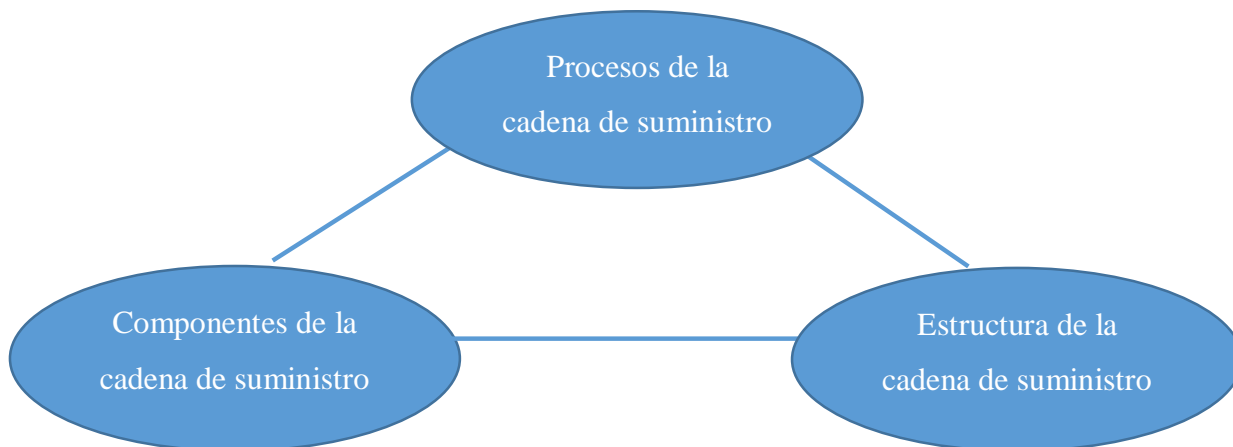 Procesos de la
cadena de suministro
Componentes de la
cadena de suministro
Estructura de la
cadena de suministro